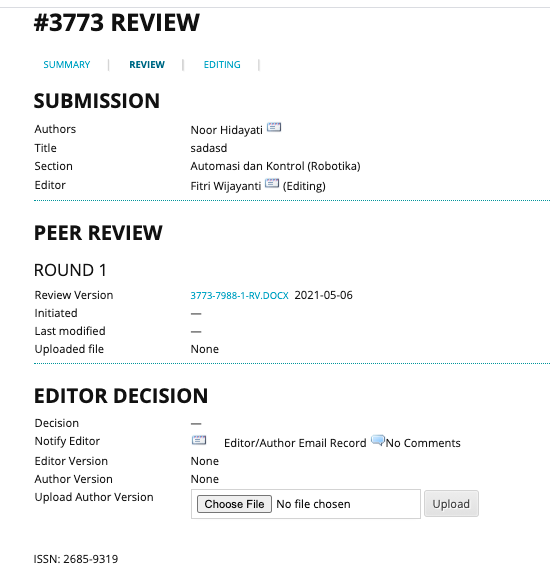 #3773 REVIEW
SUMMARY | REVIEW | EDITING |
SUBMISSION
Authors Noor Hidayati
Title sadasd
Section Automasi dan Kontrol (Robotika)
Editor Fitri Wijayanti (Editing)
PEER REVIEW
ROUND 1
Review Version 3773-7988-1-RV.DOCX 2021-05-06
Initiated —
Last modified —
Uploaded file None
EDITOR DECISION
Decision —
Notify Editor Editor/Author Email Record No Comments
Editor Version None
Author Version None
Upload Author Version Choose File No file chosen Upload
ISSN: 2685-9319